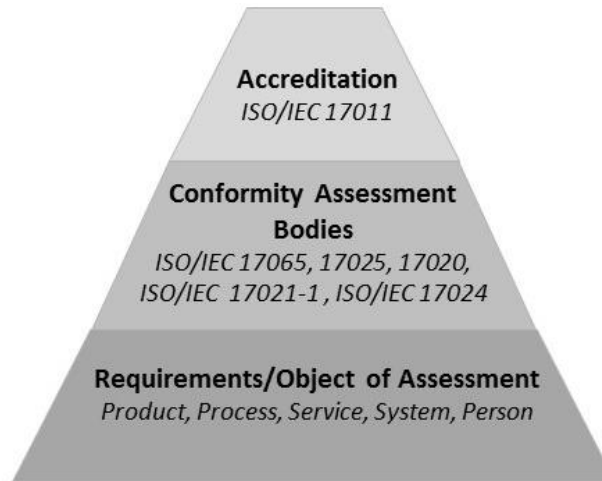 Accreditation
ISO/IEC 17011
Conformity Assessment
Bodies
ISO/IEC 17065, 17025, 17020,
ISO/IEC 17021-1 , ISO/IEC 17024
Requirements/Object of Assessment
Product, Process, Service, System, Person